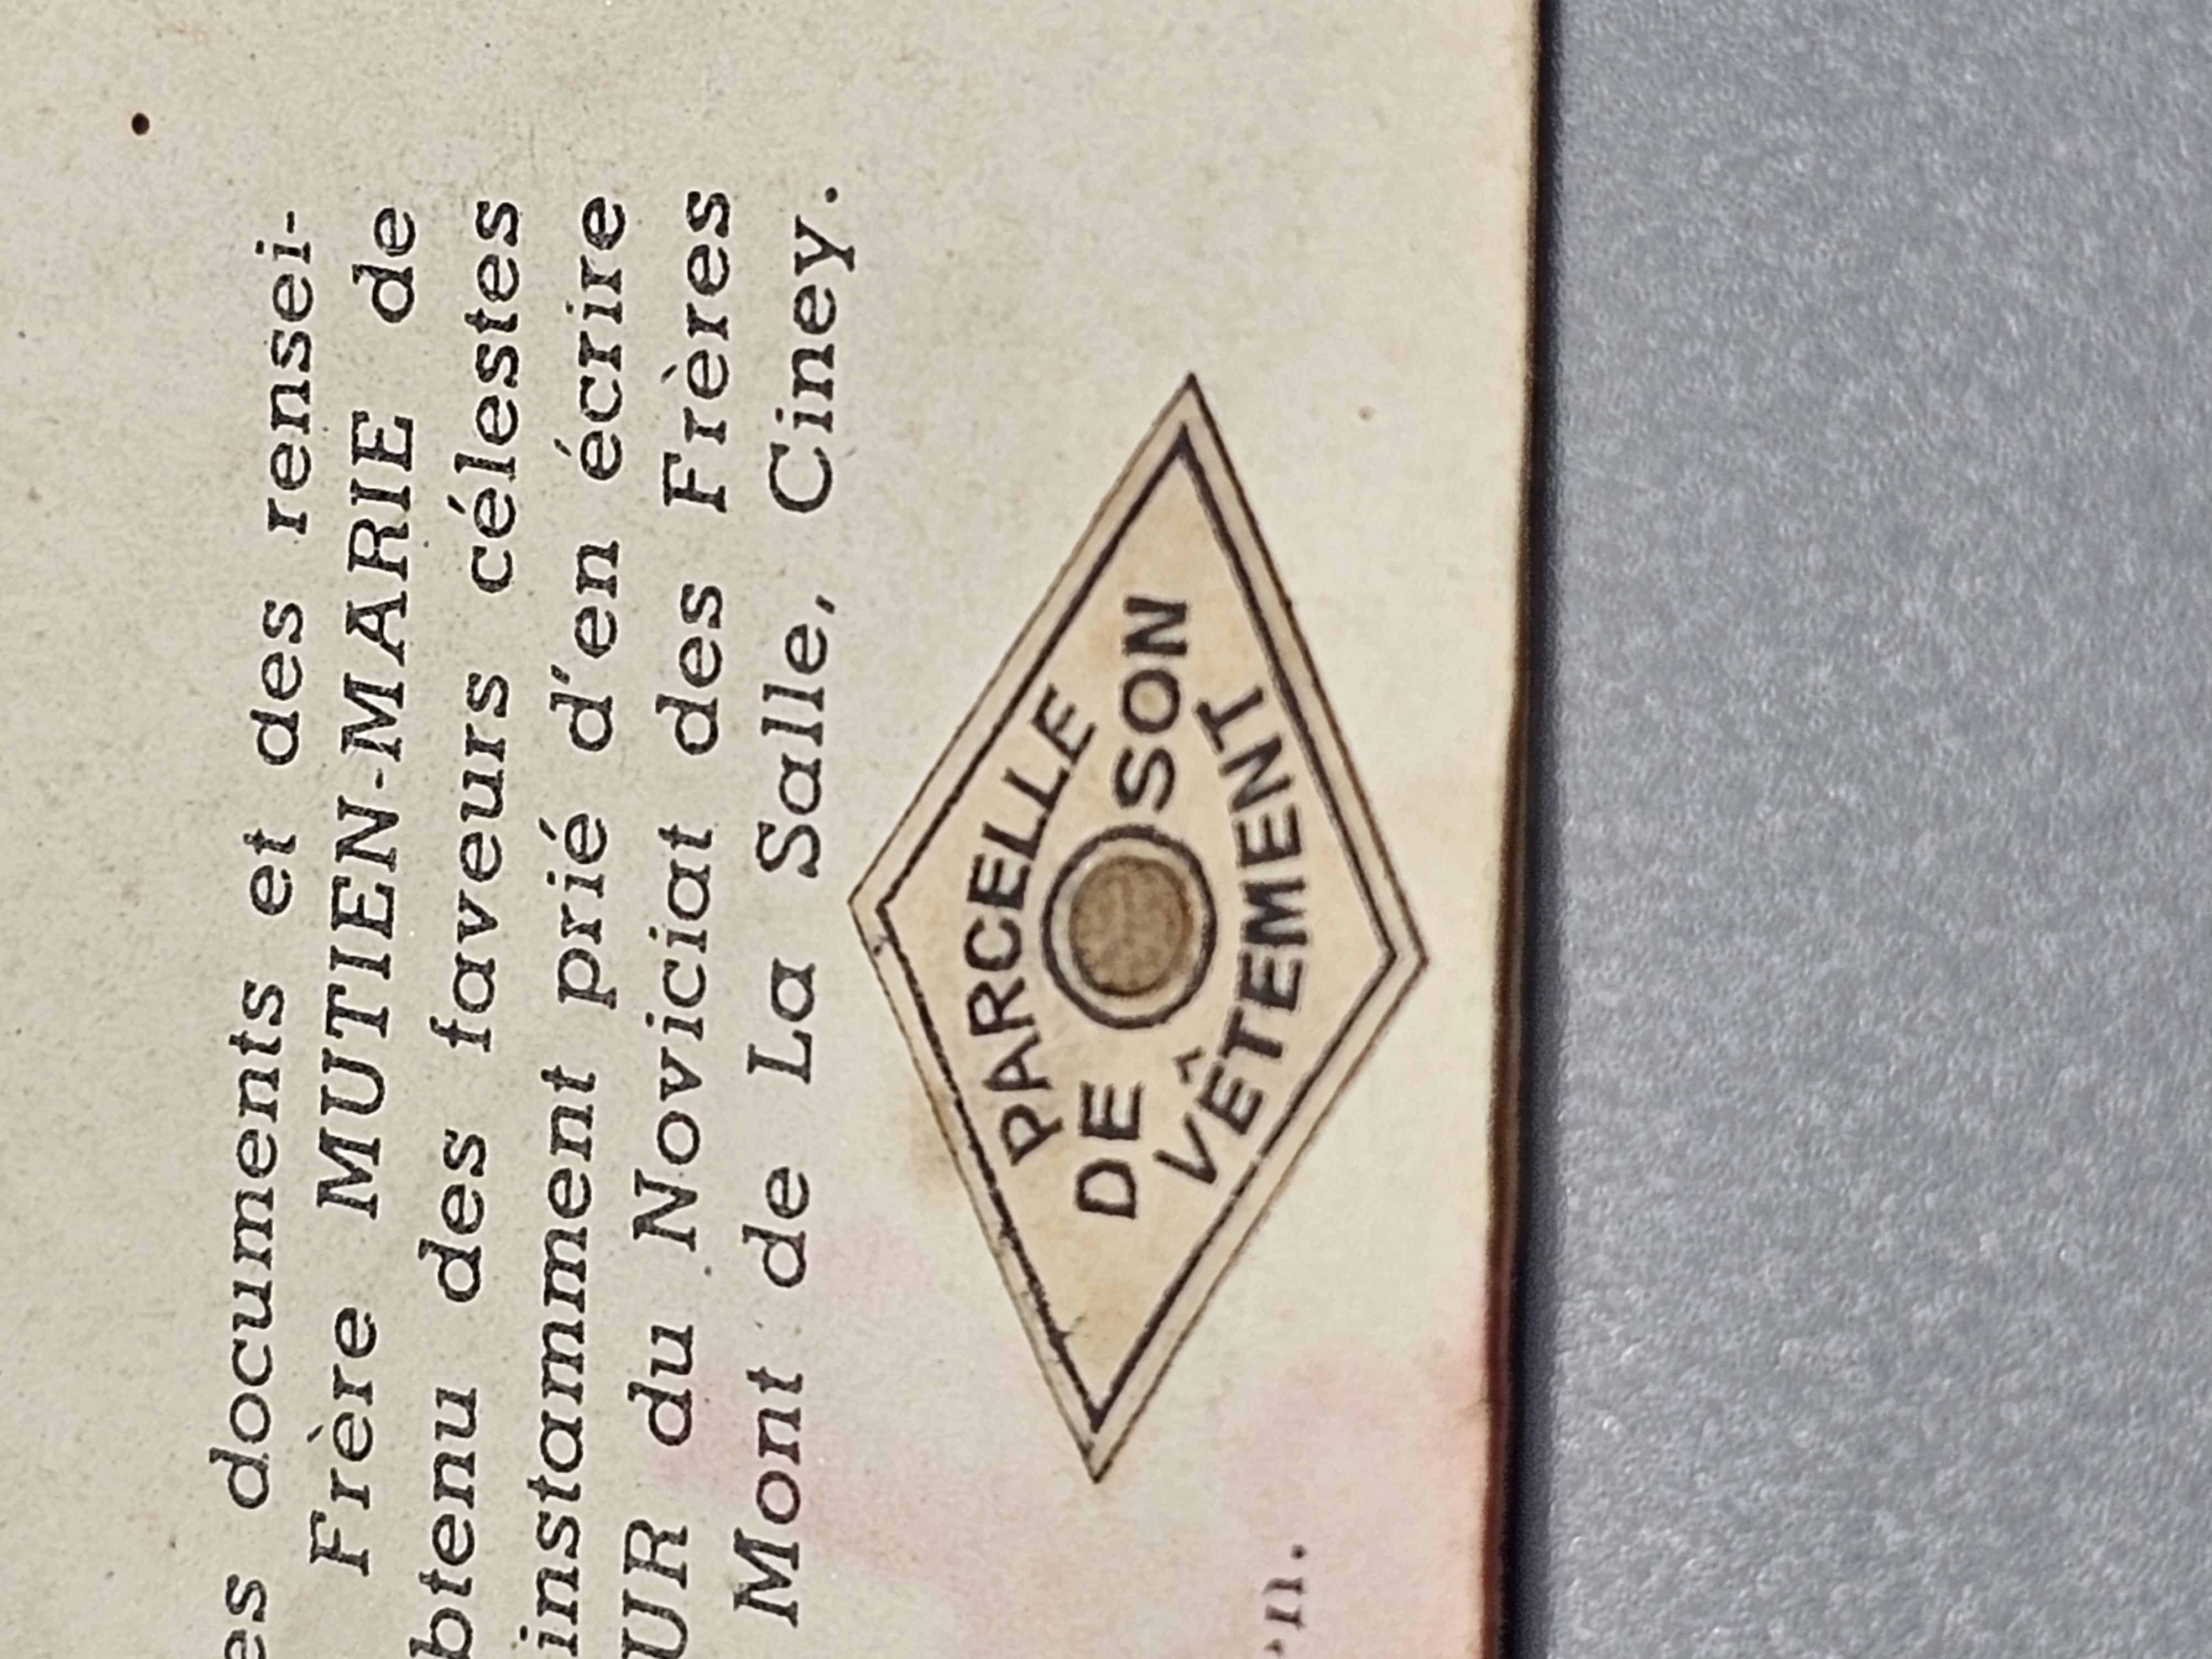 es documents et des rensei-
Frère MUTIEN-MARIE de
btenu des faveurs célestes
instamment prié d'en écrire
UR du Noviciat des Frères
Mont de La Salle, Ciney.
PARCELLE
DE SON
VÊTEMENT